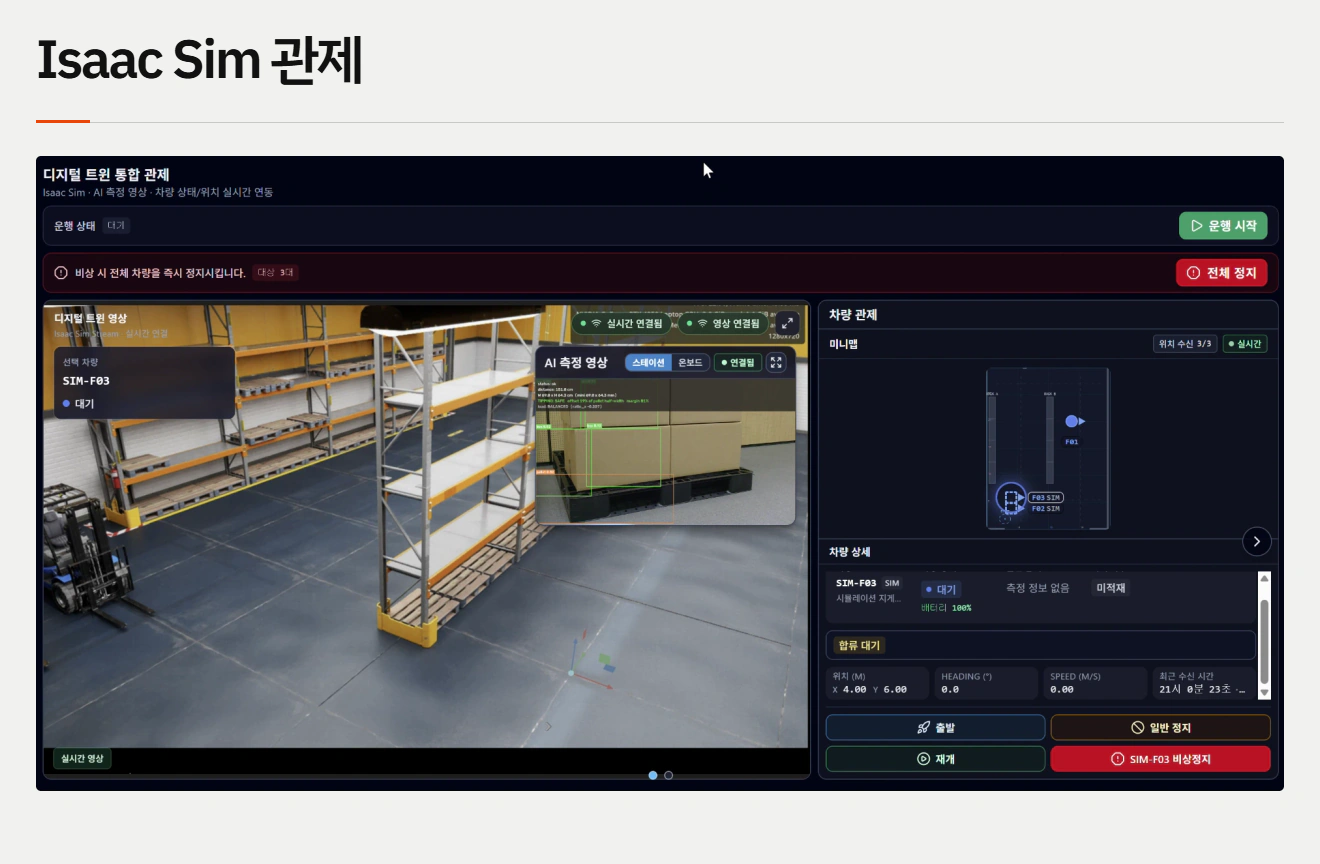 Isaac Sim 관제
디지털 트윈 통합 관제
Isaac Sim · AI 측정 영상 · 차량 상태/위치 실시간 연동
운행 상태 대기
운행 시작
비상 시 전체 차량을 즉시 정지시킵니다. 대상 3대
전체 정지
디지털 트윈 영상
Isaac Sim Stream · 실시간 연결
실시간 연결됨
영상 연결됨
1280x720
선택 차량
SIM-F03
대기
AI 측정 영상 스테이션 온보드 연결됨
실시간 영상
차량 관제
미니맵 위치 수신 3/3 실시간
F01
F03 SIM
F02 SIM
차량 상세
SIM-F03 SIM
시뮬레이션 지게…
대기
배터리 100%
측정 정보 없음
미적재
합류 대기
위치 (M)
X 4.00 Y 6.00
HEADING (°)
0.0
SPEED (M/S)
0.00
최근 수신 시간
21시 0분 23초 ·…
출발
일반 정지
재개
SIM-F03 비상정지